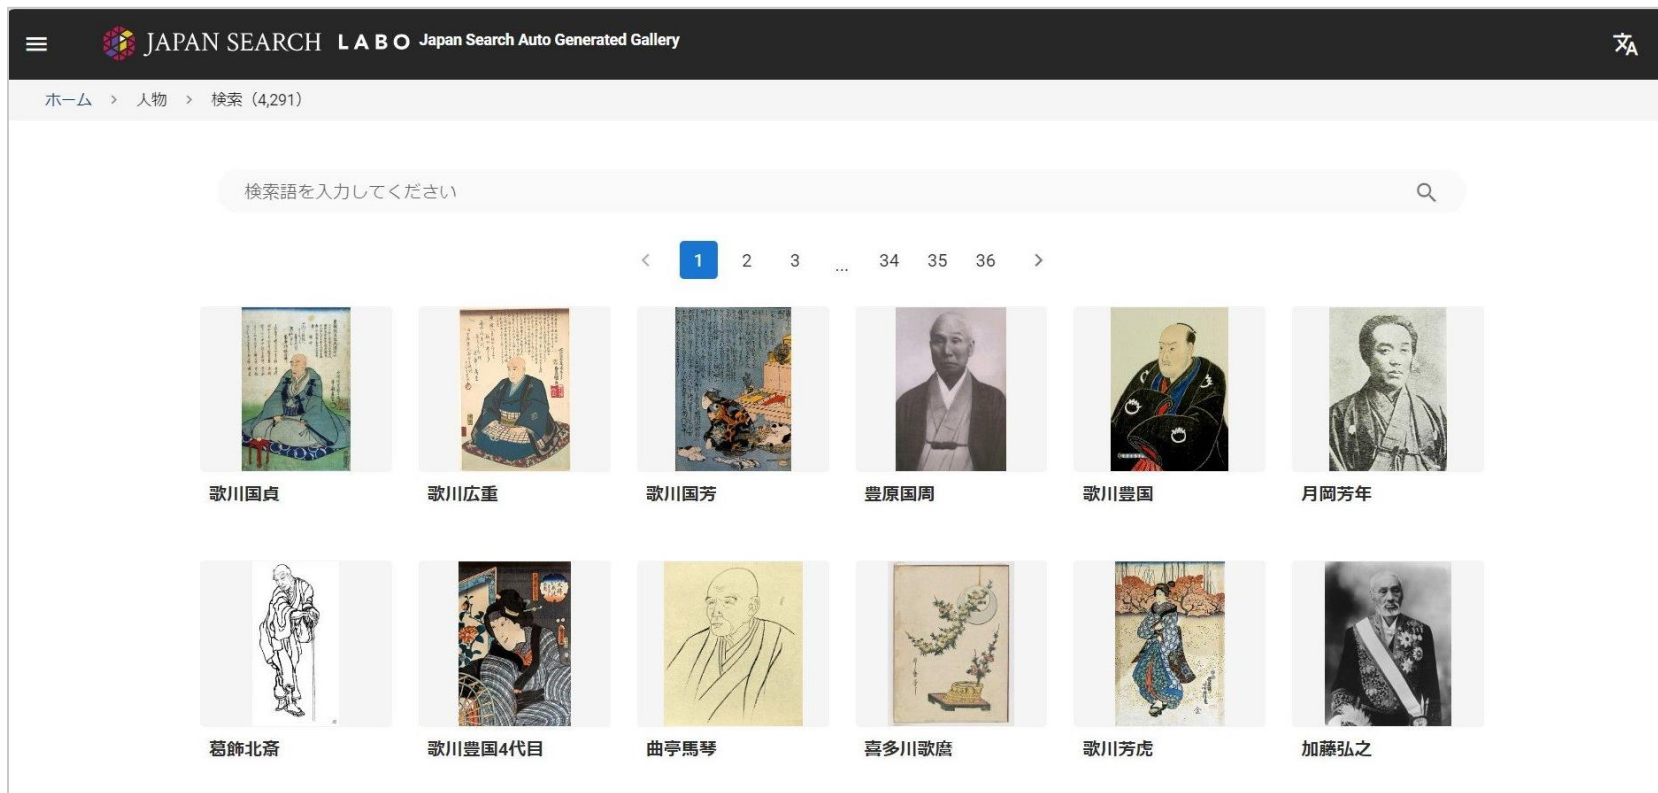 JAPAN SEARCH LABO Japan Search Auto Generated Gallery
ホーム > 人物 > 検索（4,291）
検索語を入力してください
< 1 2 3 ... 34 35 36 >
歌川国貞 歌川広重 歌川国芳 豊原国周 歌川豊国 月岡芳年
葛飾北斎 歌川豊国4代目 曲亭馬琴 喜多川歌麿 歌川芳虎 加藤弘之